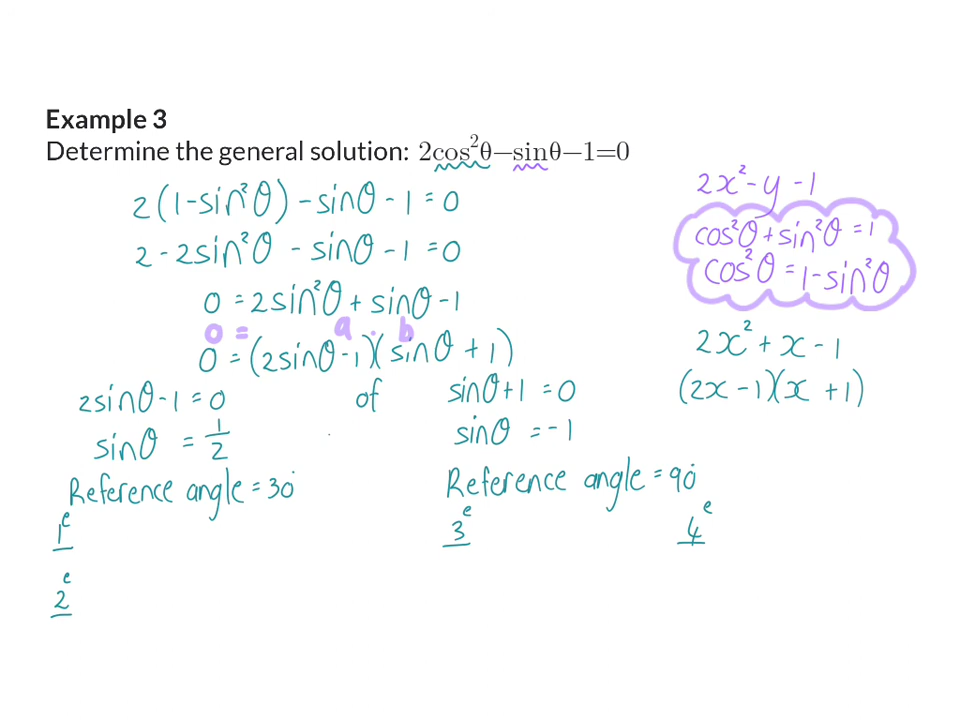 Example 3
Determine the general solution: 2cos²θ−sinθ−1=0
2(1-sin²θ) - sinθ - 1 = 0
2 - 2sin²θ - sinθ - 1 = 0
0 = 2sin²θ + sinθ - 1
0 = a . b
0 = (2sinθ - 1)(sinθ + 1)
2sinθ - 1 = 0 of sinθ + 1 = 0
sinθ = 1/2 sinθ = -1
Reference angle = 30° Reference angle = 90°
1e 3e 4e
2e
2x² - y - 1
cos²θ + sin²θ = 1
cos²θ = 1 - sin²θ
2x² + x - 1
(2x - 1)(x + 1)